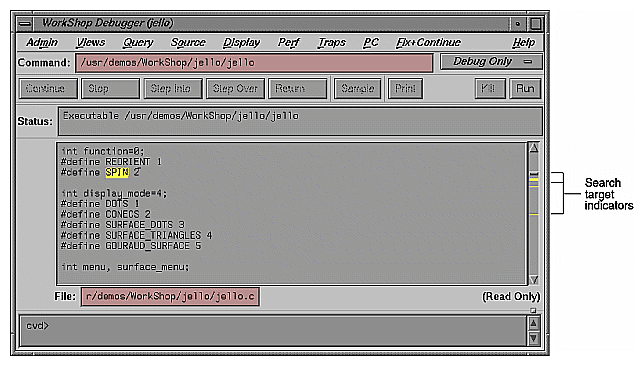 WorkShop Debugger (jello)
Admin Views Query Source Display Perf Traps PC Fix+Continue Help
Command: /usr/demos/WorkShop/jello/jello Debug Only
Continue Stop Step Into Step Over Return Sample Print Kill Run
Status: Executable /usr/demos/WorkShop/jello/jello
int function=0;
#define REORIENT 1
#define SPIN 2
int display_mode=4;
#define DOTS 1
#define CONECS 2
#define SURFACE_DOTS 3
#define SURFACE_TRIANGLES 4
#define GOURAUD_SURFACE 5
int menu, surface_menu;
Search
target
indicators
File: r/demos/WorkShop/jello/jello.c (Read Only)
cvd>